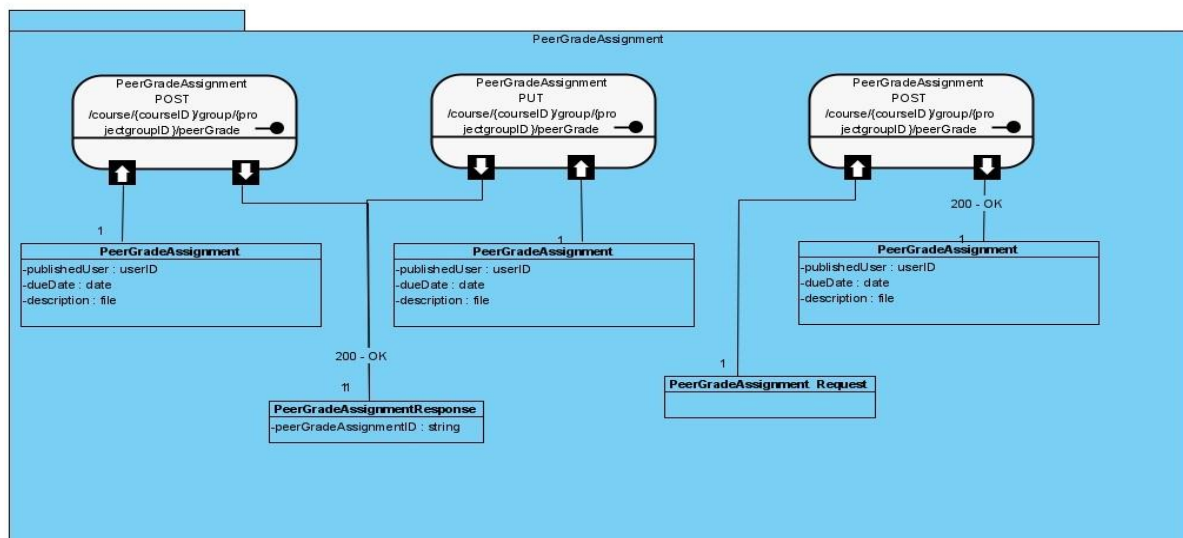 PeerGradeAssignment
PeerGradeAssignment
POST
/course/{courseID}/group/{pro
jectgroupID}/peerGrade
PeerGradeAssignment
PUT
/course/{courseID}/group/{pro
jectgroupID}/peerGrade
PeerGradeAssignment
POST
/course/{courseID}/group/{pro
jectgroupID}/peerGrade
200 - OK
1
1
1
PeerGradeAssignment
-publishedUser : userID
-dueDate : date
-description : file
PeerGradeAssignment
-publishedUser : userID
-dueDate : date
-description : file
PeerGradeAssignment
-publishedUser : userID
-dueDate : date
-description : file
200 - OK
11
PeerGradeAssignmentResponse
-peerGradeAssignmentID : string
1
PeerGradeAssignment_Request